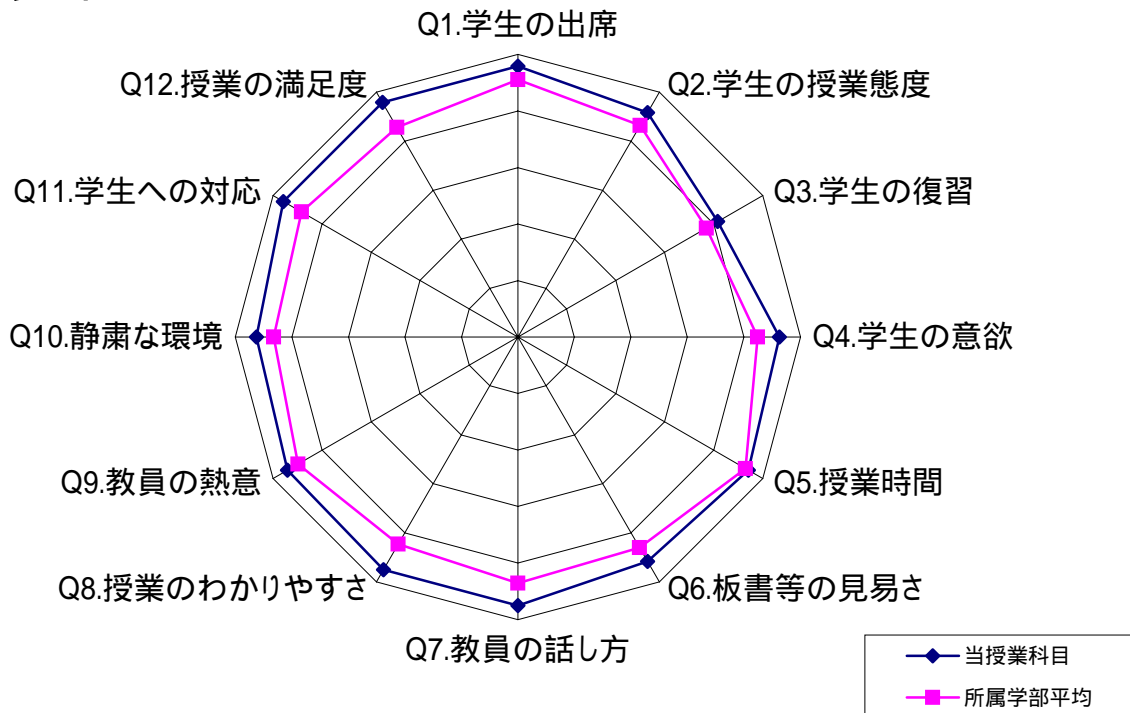 Q1.学生の出席
Q2.学生の授業態度
Q3.学生の復習
Q4.学生の意欲
Q5.授業時間
Q6.板書等の見易さ
Q7.教員の話し方
Q8.授業のわかりやすさ
Q9.教員の熱意
Q10.静粛な環境
Q11.学生への対応
Q12.授業の満足度
当授業科目
所属学部平均